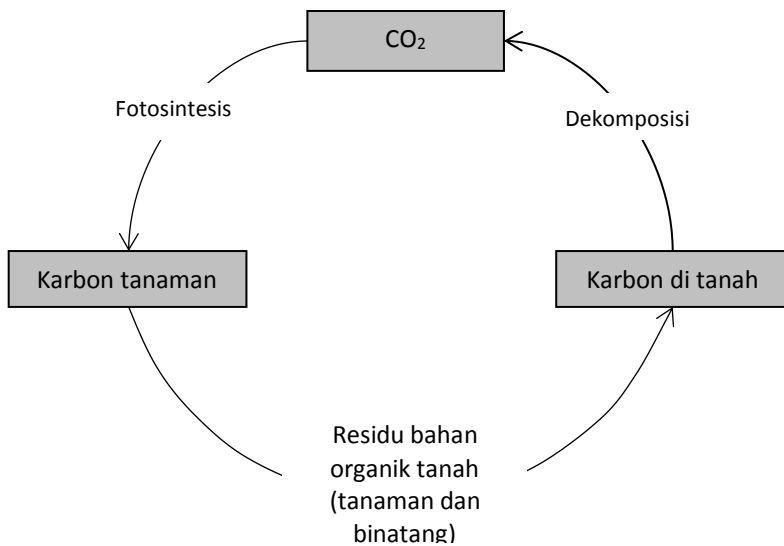 CO₂
Fotosintesis
Dekomposisi
Karbon tanaman
Karbon di tanah
Residu bahan
organik tanah
(tanaman dan
binatang)